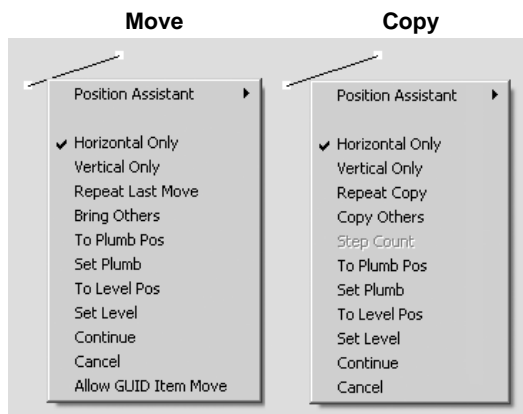 Move
Position Assistant
Horizontal Only
Vertical Only
Repeat Last Move
Bring Others
To Plumb Pos
Set Plumb
To Level Pos
Set Level
Continue
Cancel
Allow GUID Item Move
Copy
Position Assistant
Horizontal Only
Vertical Only
Repeat Copy
Copy Others
Step Count
To Plumb Pos
Set Plumb
To Level Pos
Set Level
Continue
Cancel